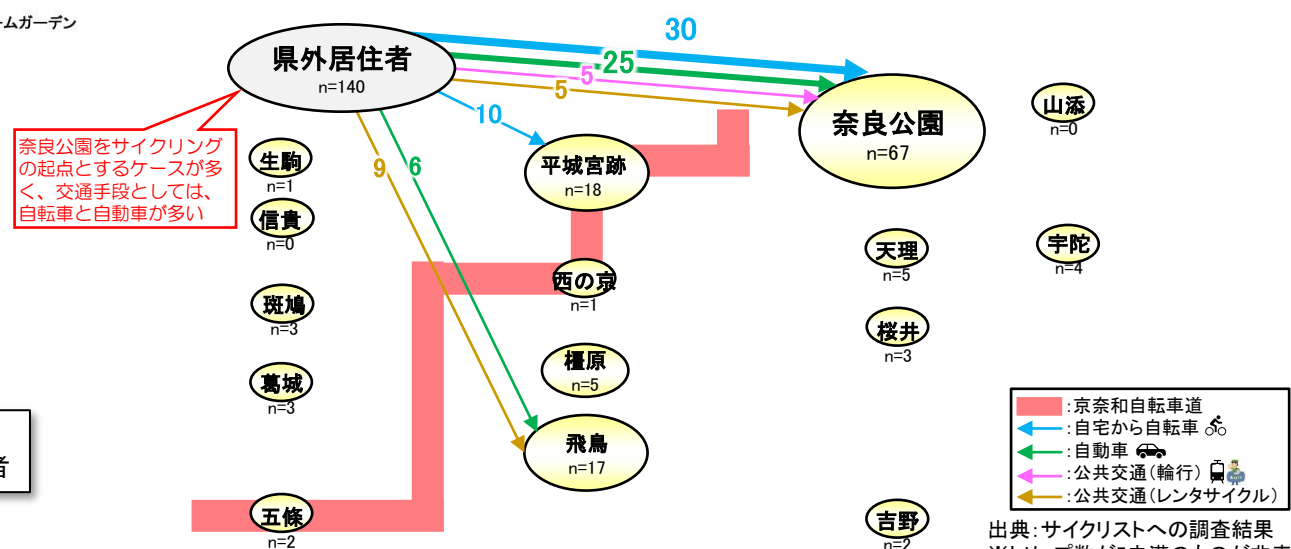 ームガーデン
30
県外居住者
n=140
25
5
5
山添
n=0
奈良公園
n=67
10
奈良公園をサイクリング
の起点とするケースが多
く、交通手段としては、
自転車と自動車が多い
生駒
n=1
9
6
平城宮跡
n=18
信貴
n=0
天理
n=5
宇陀
n=4
西の京
n=1
斑鳩
n=3
桜井
n=3
橿原
n=5
葛城
n=3
:京奈和自転車道
:自宅から自転車
:自動車
:公共交通(輪行)
:公共交通(レンタサイクル)
飛鳥
n=17
者
五條
n=2
吉野
n=2
出典:サイクリストへの調査結果